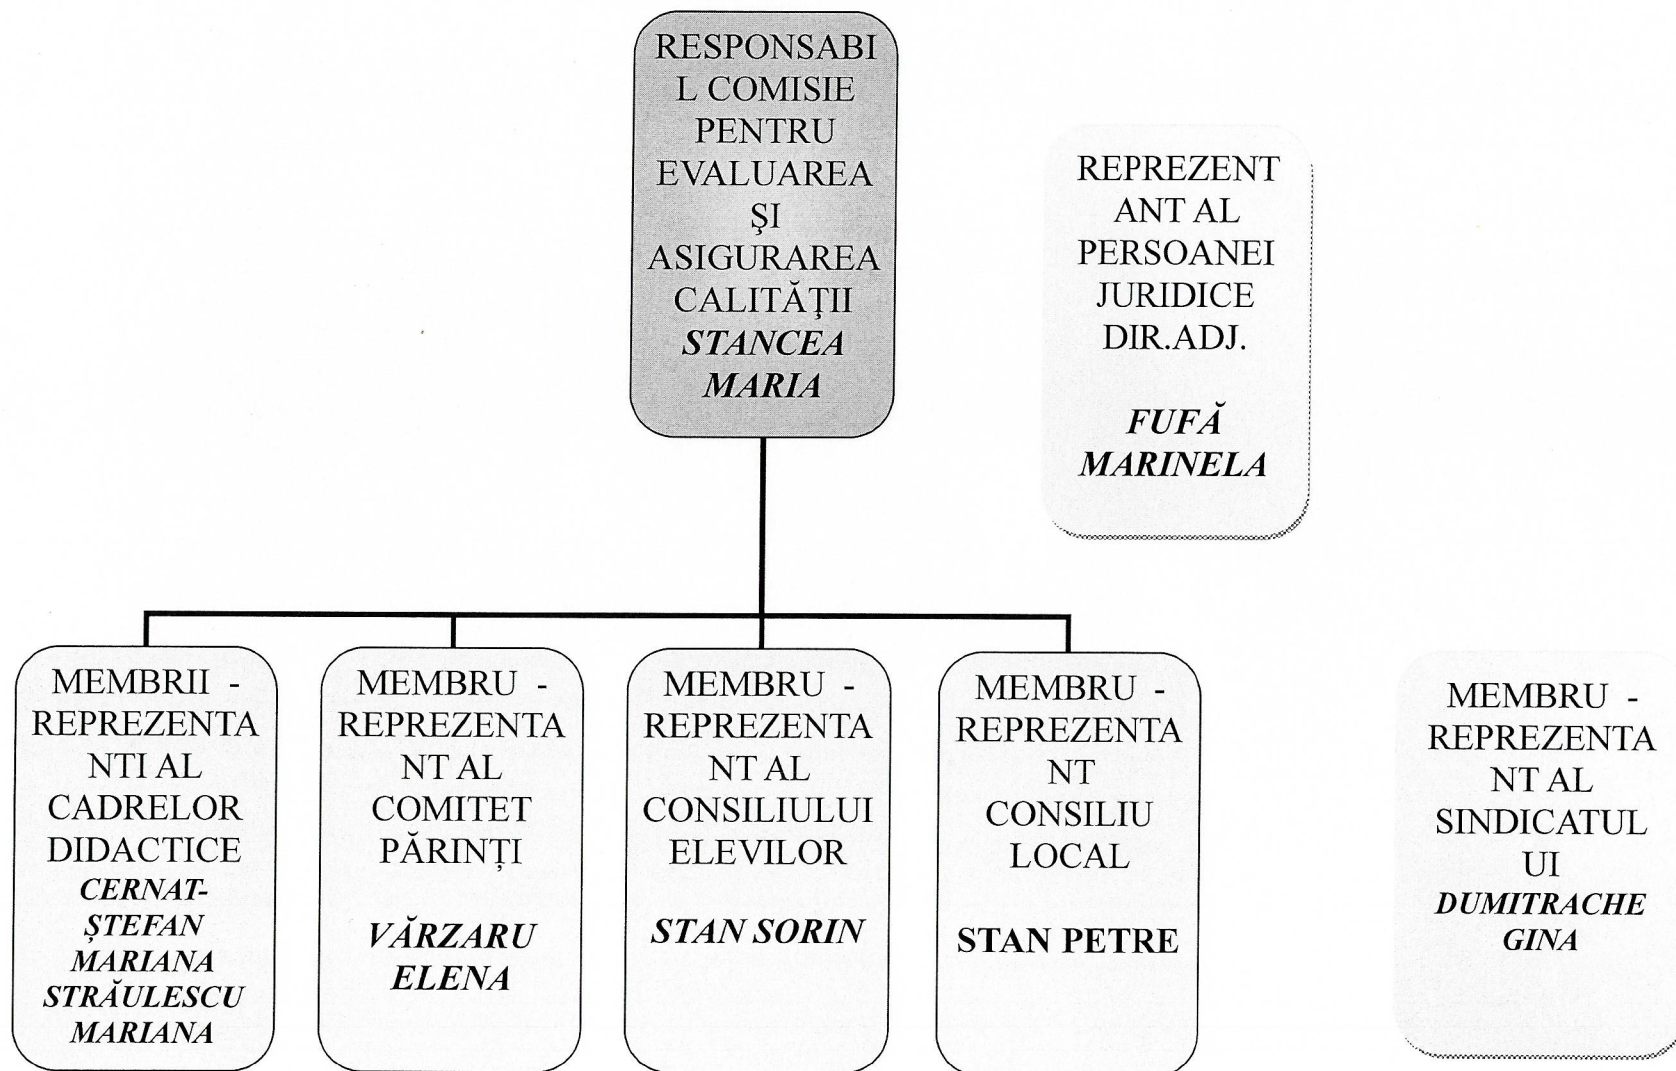 RESPONSABI
L COMISIE
PENTRU
EVALUAREA
ŞI
ASIGURAREA
CALITĂŢII
STANCEA
MARIA
REPREZENT
ANT AL
PERSOANEI
JURIDICE
DIR.ADJ.
FUFĂ
MARINELA
MEMBRII -
REPREZENTA
NTI AL
CADRELOR
DIDACTICE
CERNAT-
ȘTEFAN
MARIANA
STRĂULESCU
MARIANA
MEMBRU -
REPREZENTA
NT AL
COMITET
PĂRINȚI
VĂRZARU
ELENA
MEMBRU -
REPREZENTA
NT AL
CONSILIULUI
ELEVILOR
STAN SORIN
MEMBRU -
REPREZENTA
NT
CONSILIU
LOCAL
STAN PETRE
MEMBRU -
REPREZENTA
NT AL
SINDICATUL
UI
DUMITRACHE
GINA